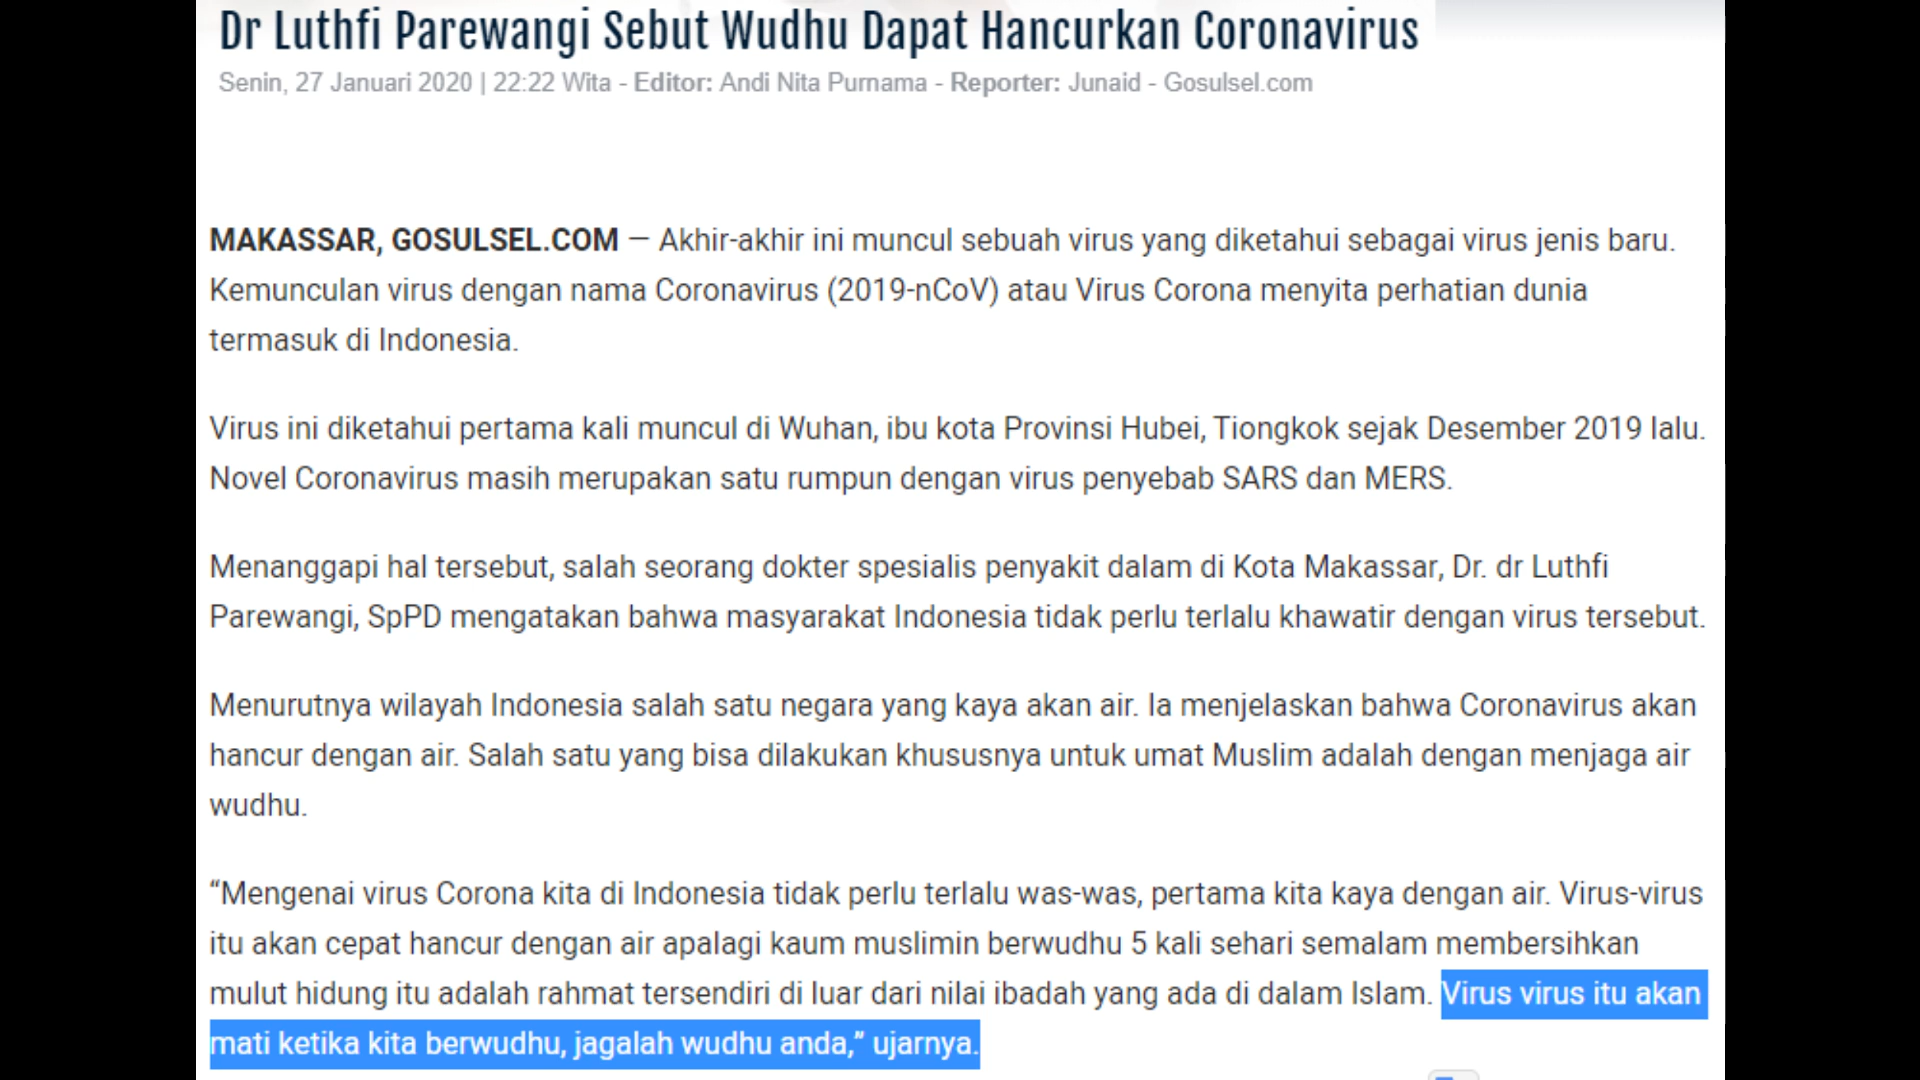 Dr Luthfi Parewangi Sebut Wudhu Dapat Hancurkan Coronavirus
Senin, 27 Januari 2020 | 22:22 Wita - Editor: Andi Nita Purnama - Reporter: Junaid - Gosulsel.com
MAKASSAR, GOSULSEL.COM — Akhir-akhir ini muncul sebuah virus yang diketahui sebagai virus jenis baru.
Kemunculan virus dengan nama Coronavirus (2019-nCoV) atau Virus Corona menyita perhatian dunia
termasuk di Indonesia.
Virus ini diketahui pertama kali muncul di Wuhan, ibu kota Provinsi Hubei, Tiongkok sejak Desember 2019 lalu.
Novel Coronavirus masih merupakan satu rumpun dengan virus penyebab SARS dan MERS.
Menanggapi hal tersebut, salah seorang dokter spesialis penyakit dalam di Kota Makassar, Dr. dr Luthfi
Parewangi, SpPD mengatakan bahwa masyarakat Indonesia tidak perlu terlalu khawatir dengan virus tersebut.
Menurutnya wilayah Indonesia salah satu negara yang kaya akan air. Ia menjelaskan bahwa Coronavirus akan
hancur dengan air. Salah satu yang bisa dilakukan khususnya untuk umat Muslim adalah dengan menjaga air
wudhu.
“Mengenai virus Corona kita di Indonesia tidak perlu terlalu was-was, pertama kita kaya dengan air. Virus-virus
itu akan cepat hancur dengan air apalagi kaum muslimin berwudhu 5 kali sehari semalam membersihkan
mulut hidung itu adalah rahmat tersendiri di luar dari nilai ibadah yang ada di dalam Islam. Virus virus itu akan
mati ketika kita berwudhu, jagalah wudhu anda,” ujarnya.